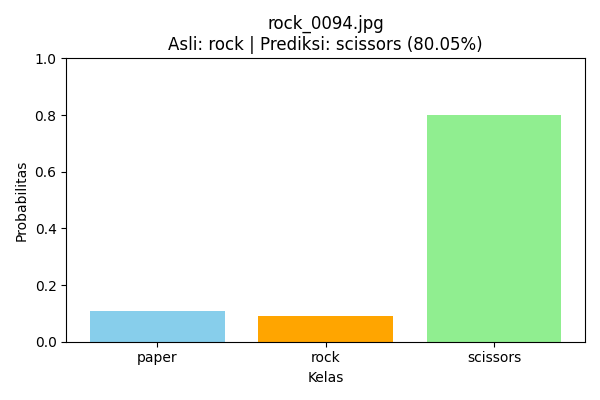 rock_0094.jpg
Asli: rock | Prediksi: scissors (80.05%)
1.0
0.8
0.6
0.4
0.2
0.0
Probabilitas
paper rock scissors
Kelas